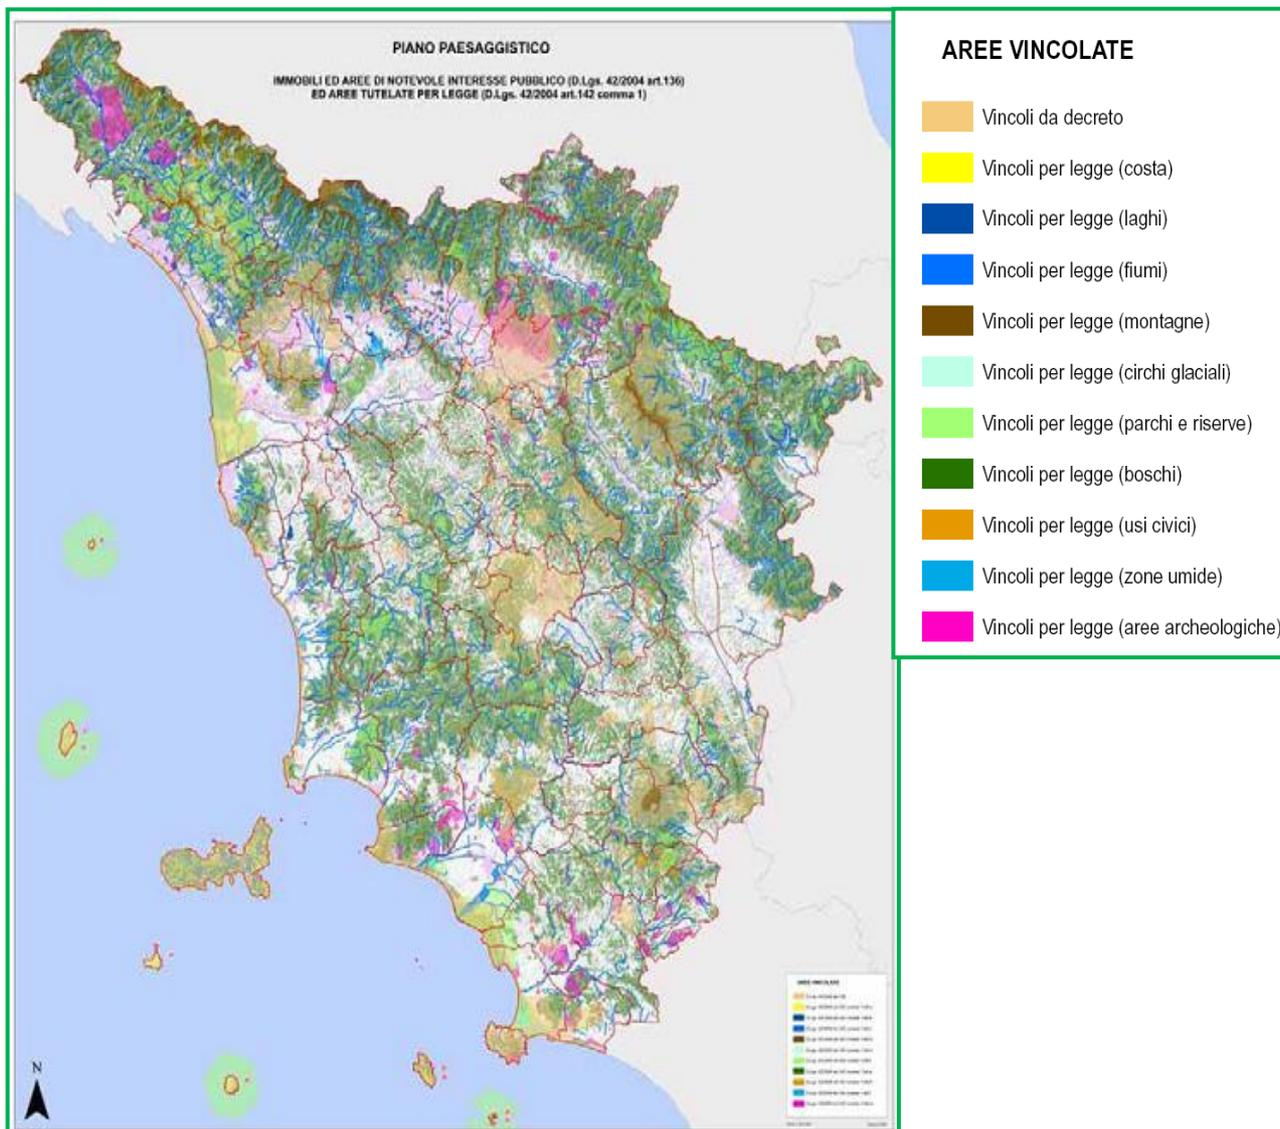 PIANO PAESAGGISTICO
IMMOBILI ED AREE DI NOTEVOLE INTERESSE PUBBLICO (D.Lgs. 42/2004 art.136)
ED AREE TUTELATE PER LEGGE (D.Lgs. 42/2004 art.142 comma 1)
AREE VINCOLATE
Vincoli da decreto
Vincoli per legge (costa)
Vincoli per legge (laghi)
Vincoli per legge (fiumi)
Vincoli per legge (montagne)
Vincoli per legge (circhi glaciali)
Vincoli per legge (parchi e riserve)
Vincoli per legge (boschi)
Vincoli per legge (usi civici)
Vincoli per legge (zone umide)
Vincoli per legge (aree archeologiche)
N
AREE VINCOLATE